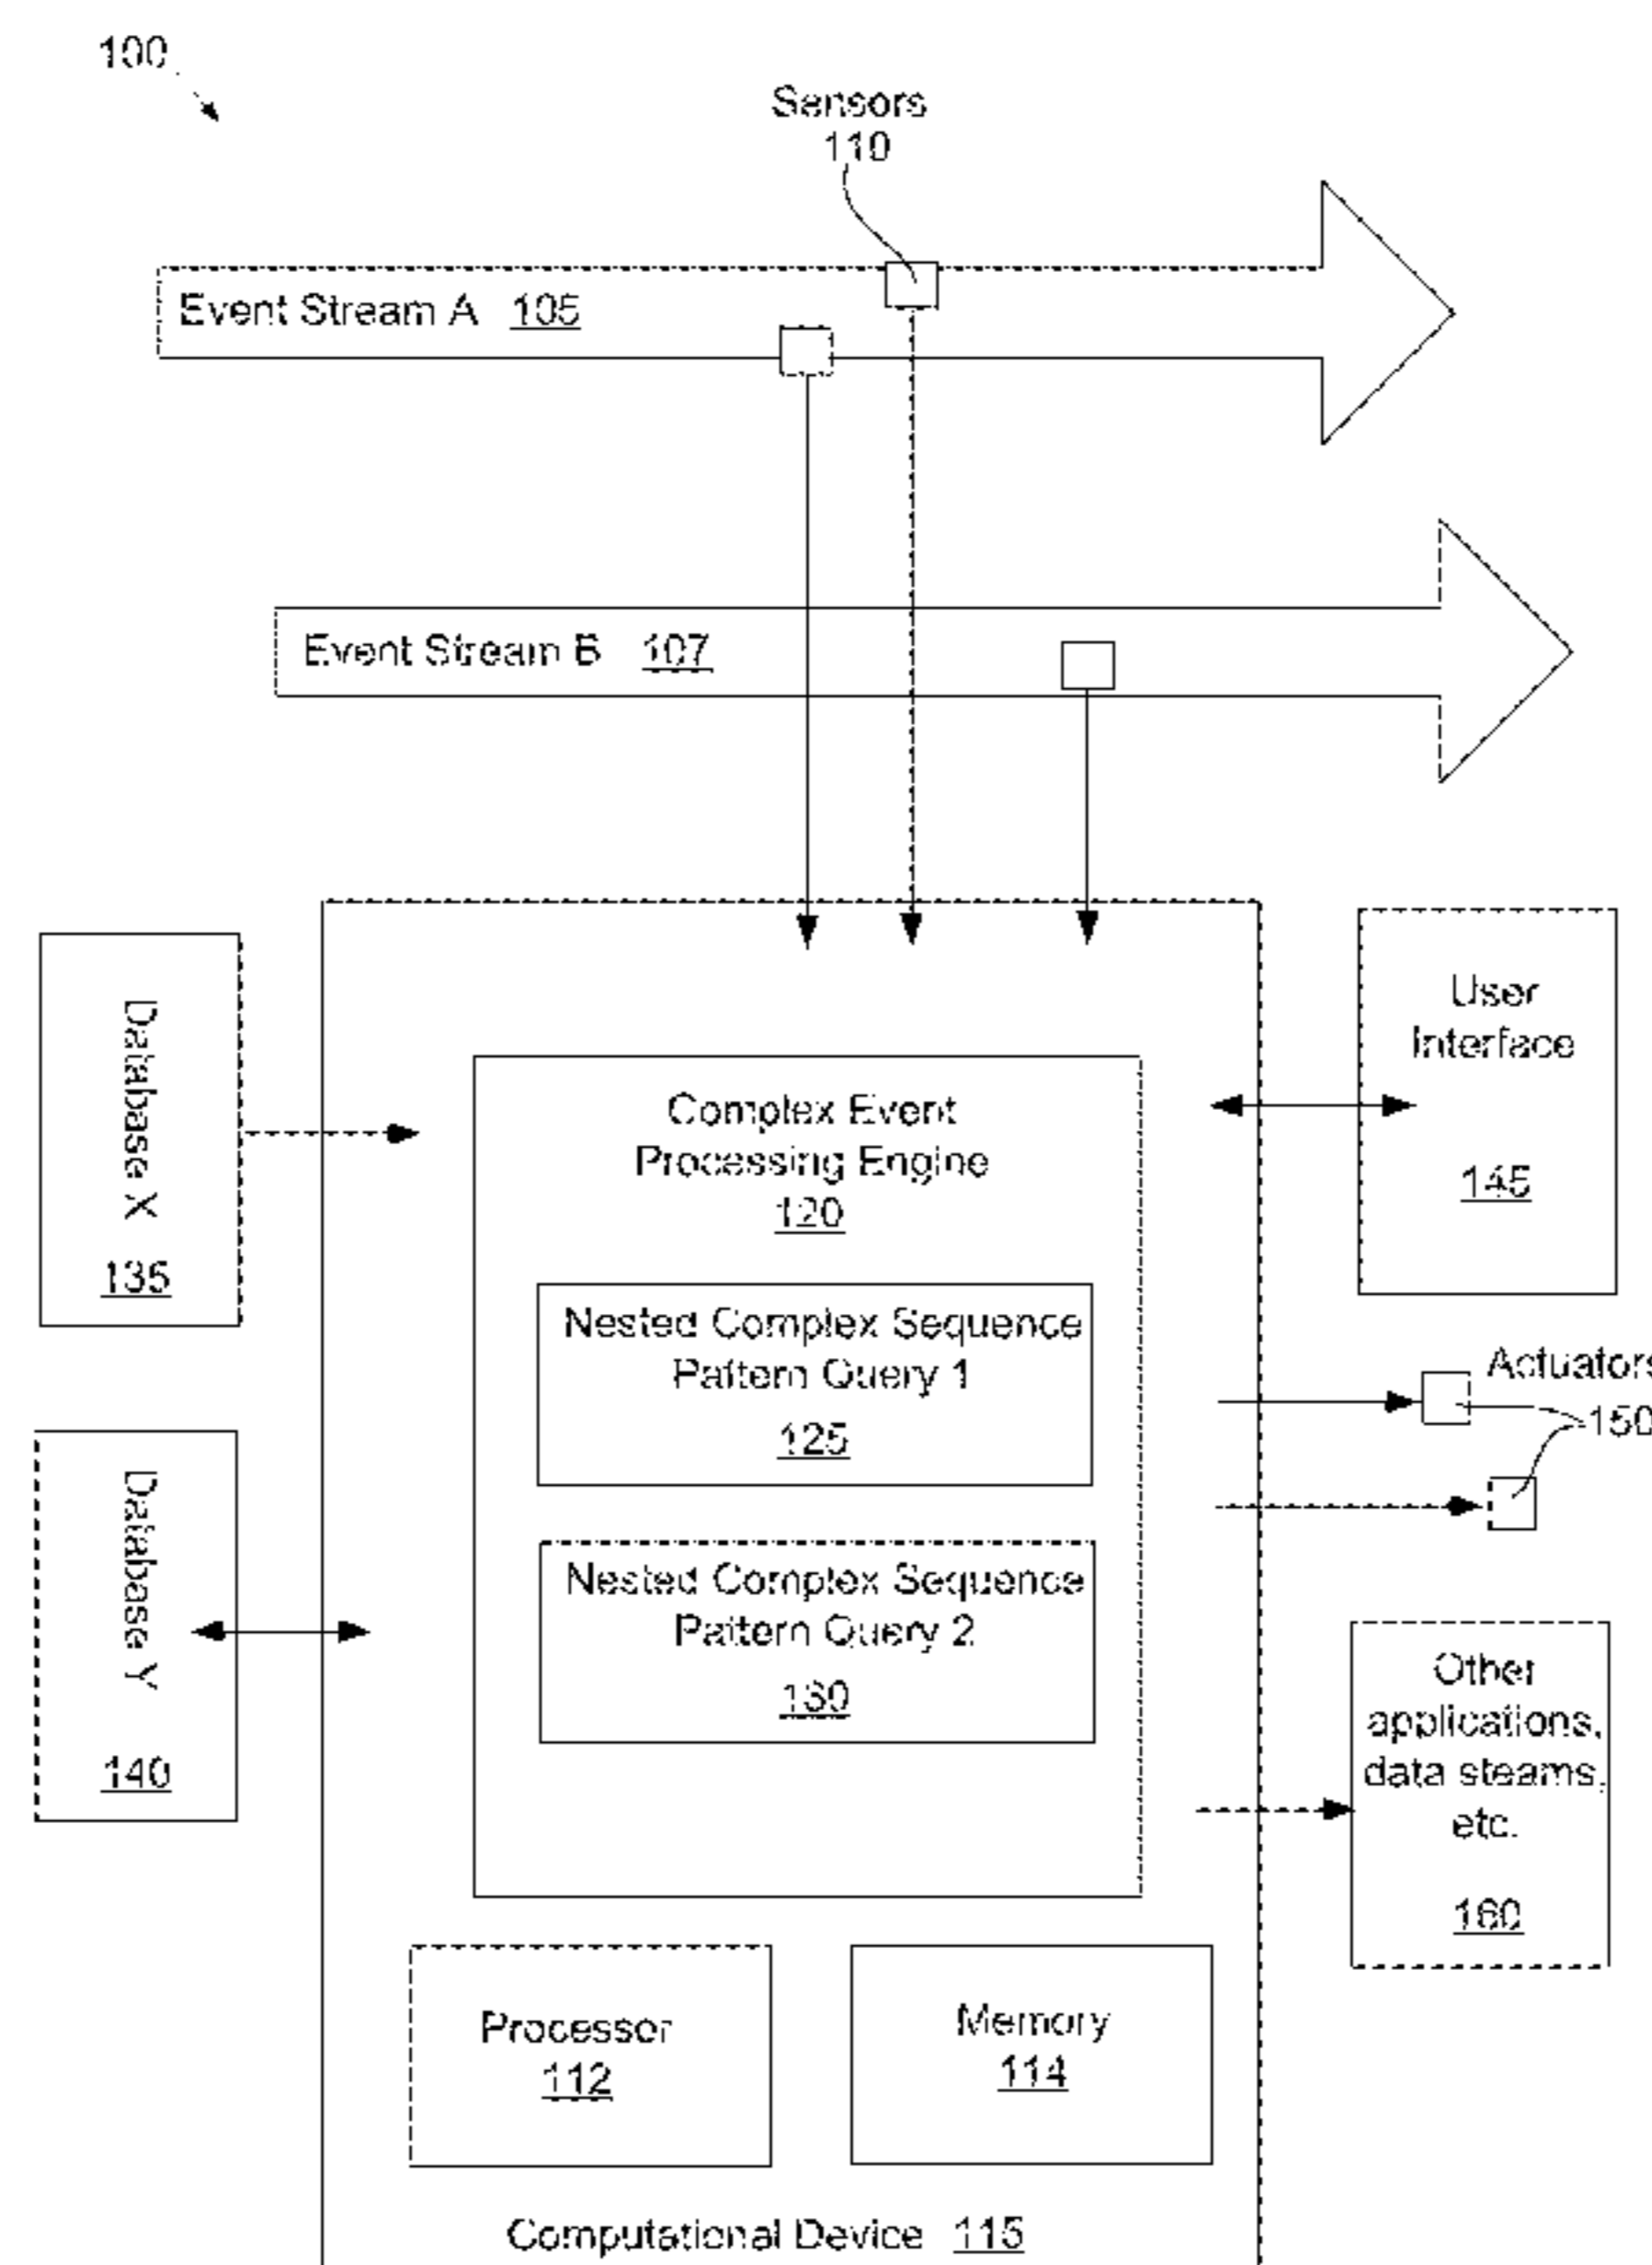 100
Sensors
110
Event Stream A 105
Event Stream B 107
Database X
135
Complex Event
Processing Engine
120
User
Interface
145
Nested Complex Sequence
Pattern Query 1
125
Actuators
150
Database Y
140
Nested Complex Sequence
Pattern Query 2
130
Other
applications,
data steams,
etc.
160
Processor
112
Memory
114
Computational Device 115